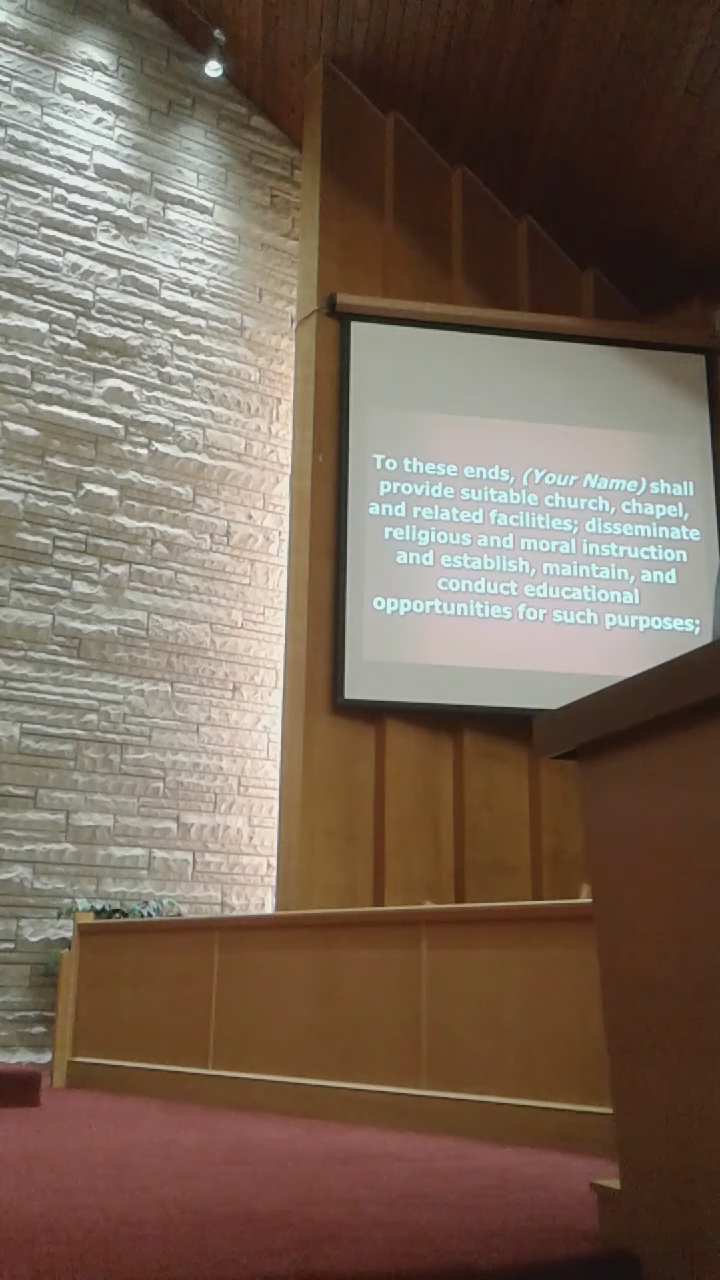 To these ends, (Your Name) shall
provide suitable church, chapel,
and related facilities; disseminate
religious and moral instruction
and establish, maintain, and
conduct educational
opportunities for such purposes;